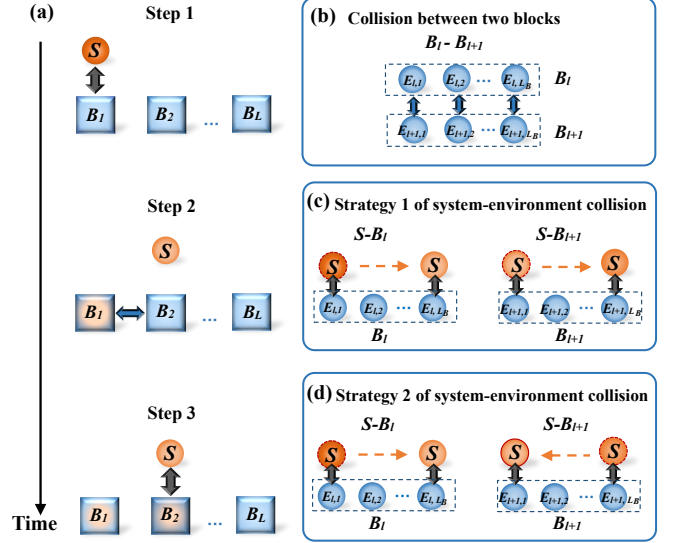 (a)
Step 1
S
B1
B2
...
BL
Step 2
S
B1
B2
...
BL
Step 3
S
B1
B2
...
BL
Time
(b)
Collision between two blocks
Bl - Bl+1
El,1 El,2 ... El, LB
Bl
El+1,1 El+1,2 ... El+1, LB
Bl+1
(c) Strategy 1 of system-environment collision
S-Bl
S S
El,1 El,2 ... El, LB
Bl
S-Bl+1
S S
El+1,1 El+1,2 ... El+1, LB
Bl+1
(d) Strategy 2 of system-environment collision
S-Bl
S S
El,1 El,2 ... El, LB
Bl
S-Bl+1
S S
El+1,1 El+1,2 ... El+1, LB
Bl+1